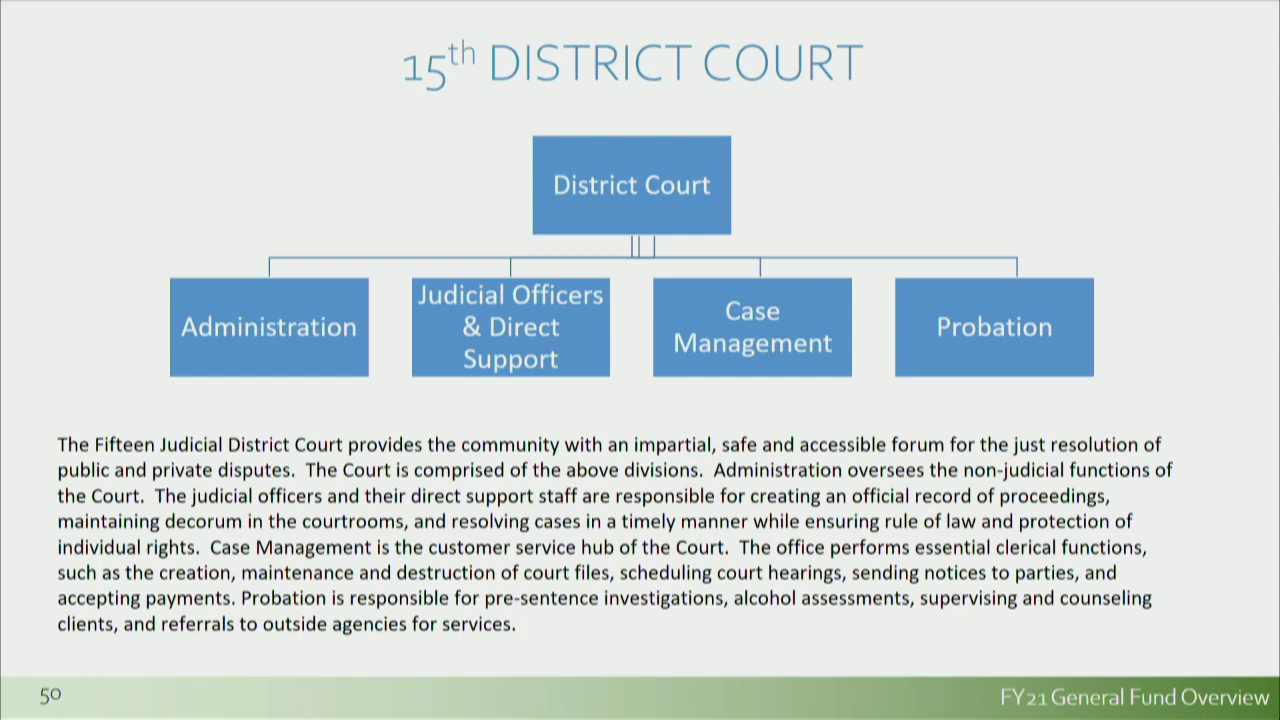 15th DISTRICT COURT
District Court
Administration
Judicial Officers
& Direct
Support
Case
Management
Probation
The Fifteen Judicial District Court provides the community with an impartial, safe and accessible forum for the just resolution of
public and private disputes.  The Court is comprised of the above divisions.  Administration oversees the non-judicial functions of
the Court.  The judicial officers and their direct support staff are responsible for creating an official record of proceedings,
maintaining decorum in the courtrooms, and resolving cases in a timely manner while ensuring rule of law and protection of
individual rights.  Case Management is the customer service hub of the Court.  The office performs essential clerical functions,
such as the creation, maintenance and destruction of court files, scheduling court hearings, sending notices to parties, and
accepting payments. Probation is responsible for pre-sentence investigations, alcohol assessments, supervising and counseling
clients, and referrals to outside agencies for services.
50
FY21 General Fund Overview